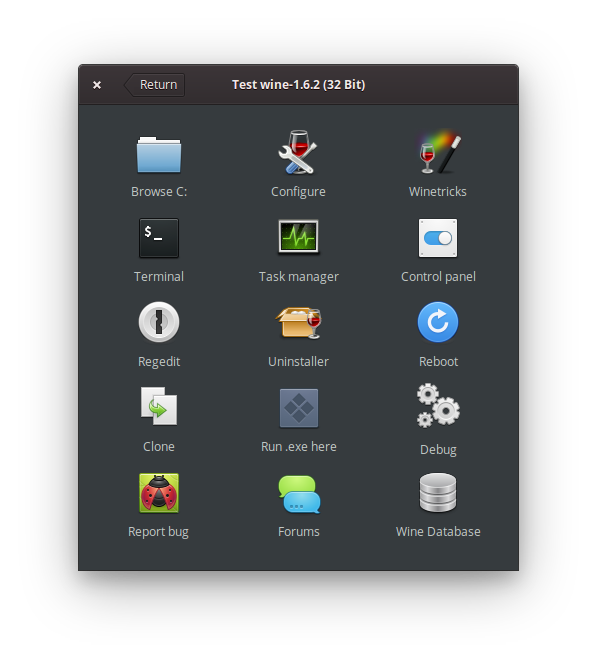 Return
Test wine-1.6.2 (32 Bit)
Browse C:
Configure
Winetricks
$_
Terminal
Task manager
Control panel
Regedit
Uninstaller
Reboot
Clone
Run .exe here
Debug
Report bug
Forums
Wine Database